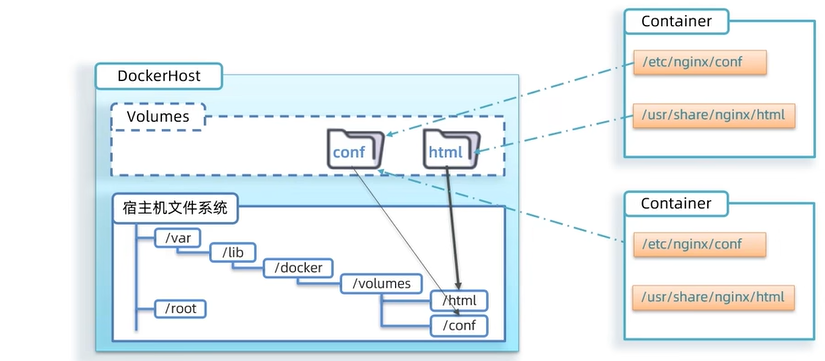 DockerHost
Volumes
conf
html
宿主机文件系统
/var
/lib
/docker
/volumes
/html
/root
/conf
Container
/etc/nginx/conf
/usr/share/nginx/html
Container
/etc/nginx/conf
/usr/share/nginx/html